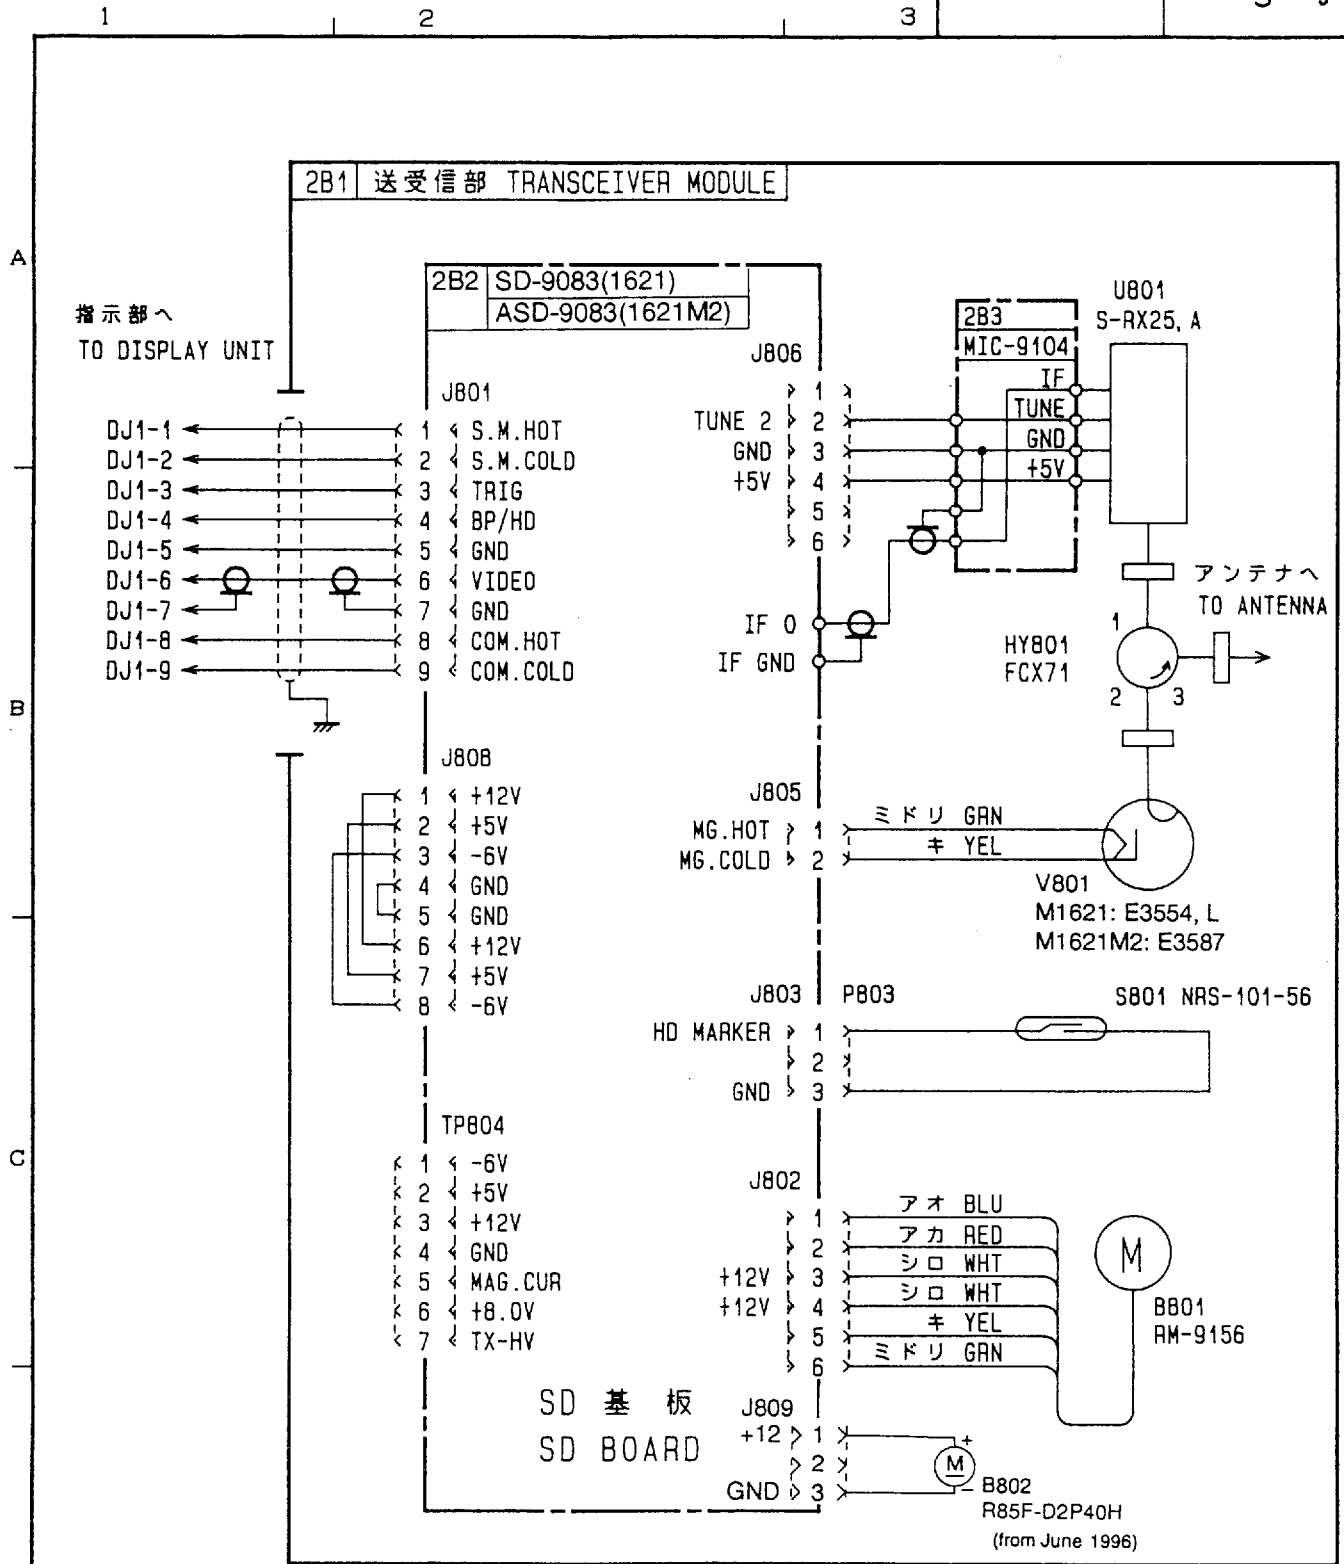 1 2 3
A
B
C
2B1 送受信部 TRANSCEIVER MODULE
2B2 SD-9083(1621)
ASD-9083(1621M2)
指示部へ
TO DISPLAY UNIT
J801
DJ1-1 1 S.M.HOT
DJ1-2 2 S.M.COLD
DJ1-3 3 TRIG
DJ1-4 4 BP/HD
DJ1-5 5 GND
DJ1-6 6 VIDEO
DJ1-7 7 GND
DJ1-8 8 COM.HOT
DJ1-9 9 COM.COLD
J808
1 +12V
2 +5V
3 -6V
4 GND
5 GND
6 +12V
7 +5V
8 -6V
TP804
1 -6V
2 +5V
3 +12V
4 GND
5 MAG.CUR
6 +8.0V
7 TX-HV
SD 基 板
SD BOARD
J806
1
TUNE 2 2
GND 3
+5V 4
5
6
IF O
IF GND
2B3
MIC-9104
IF
TUNE
GND
+5V
U801
S-RX25, A
アンテナへ
TO ANTENNA
HY801
FCX71
1
2 3
J805
MG.HOT 1 ミドリ GRN
MG.COLD 2 キ YEL
V801
M1621: E3554, L
M1621M2: E3587
J803 P803
S801 NRS-101-56
HD MARKER 1
2
GND 3
J802
1 アオ BLU
2 アカ RED
+12V 3 シロ WHT
+12V 4 シロ WHT
5 キ YEL
6 ミドリ GRN
M
B801
RM-9156
J809
+12 1
2
GND 3
+
M
−
B802
R85F-D2P40H
(from June 1996)